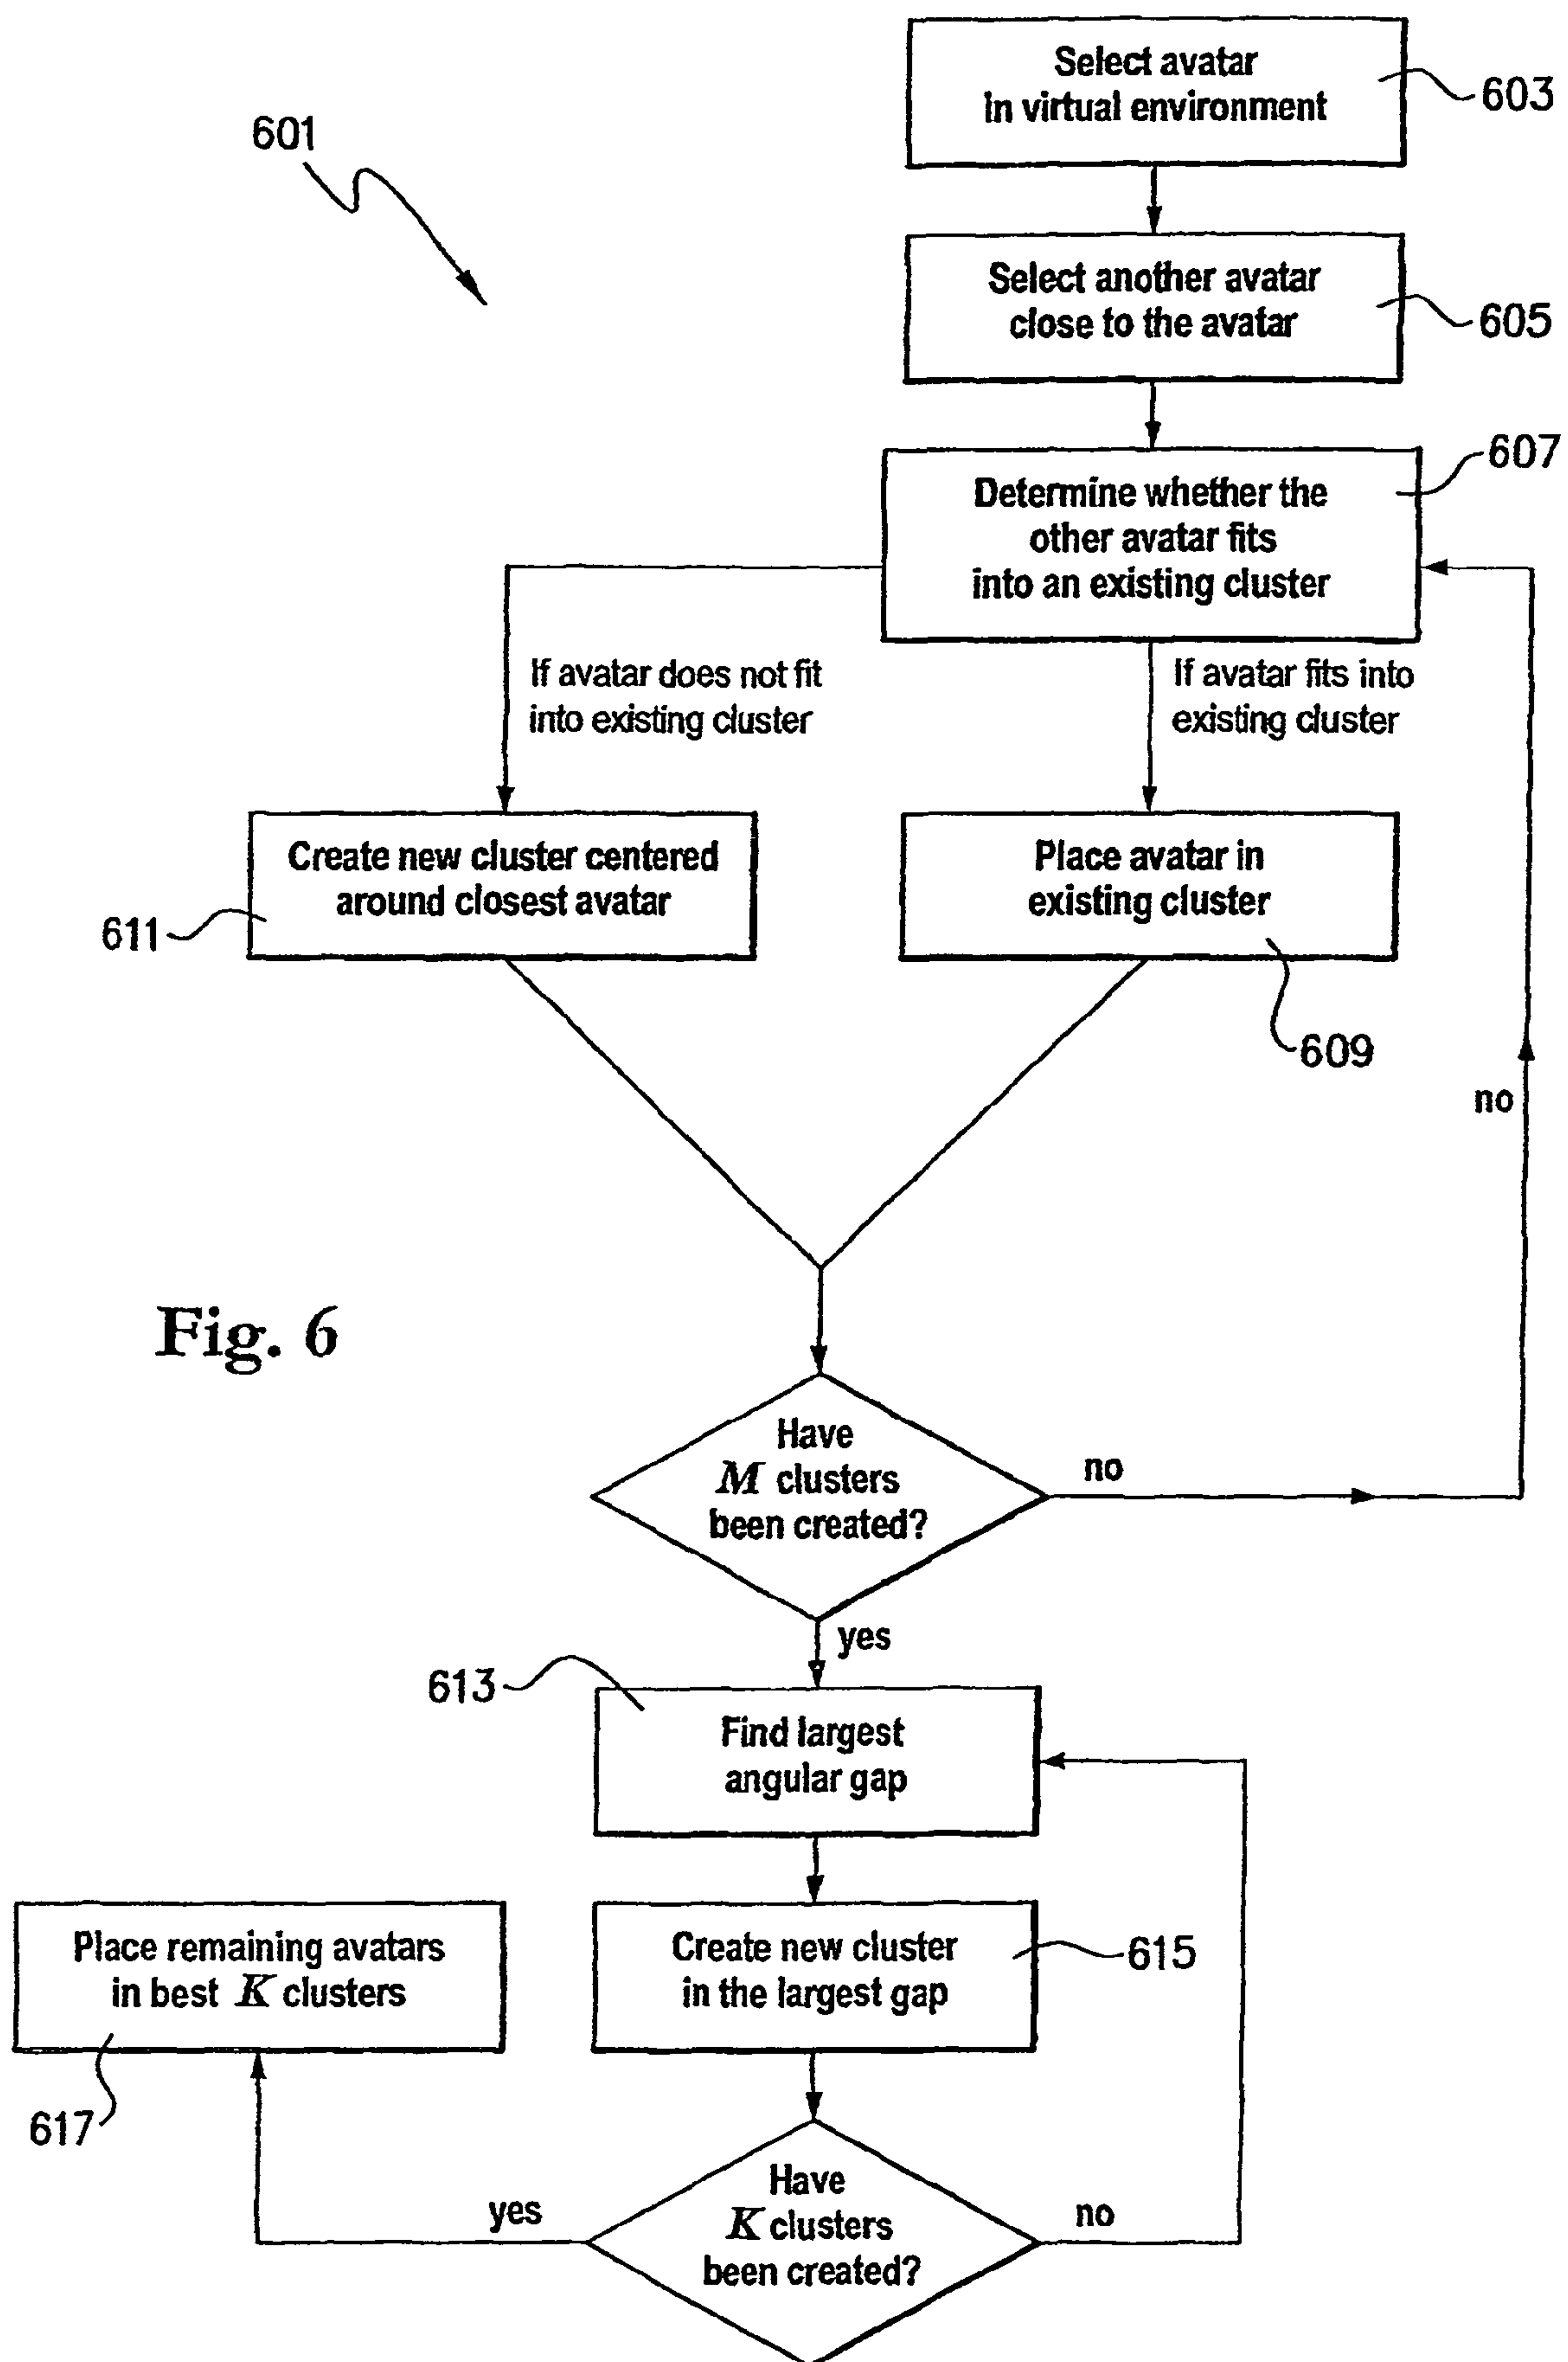 Select avatar
in virtual environment
603
601
Select another avatar
close to the avatar
605
607
Determine whether the
other avatar fits
into an existing cluster
If avatar does not fit
into existing cluster
If avatar fits into
existing cluster
Create new cluster centered
around closest avatar
611
Place avatar in
existing cluster
609
no
Fig. 6
Have
M clusters
been created?
no
yes
613
Find largest
angular gap
Place remaining avatars
in best K clusters
617
Create new cluster
in the largest gap
615
Have
K clusters
been created?
yes
no